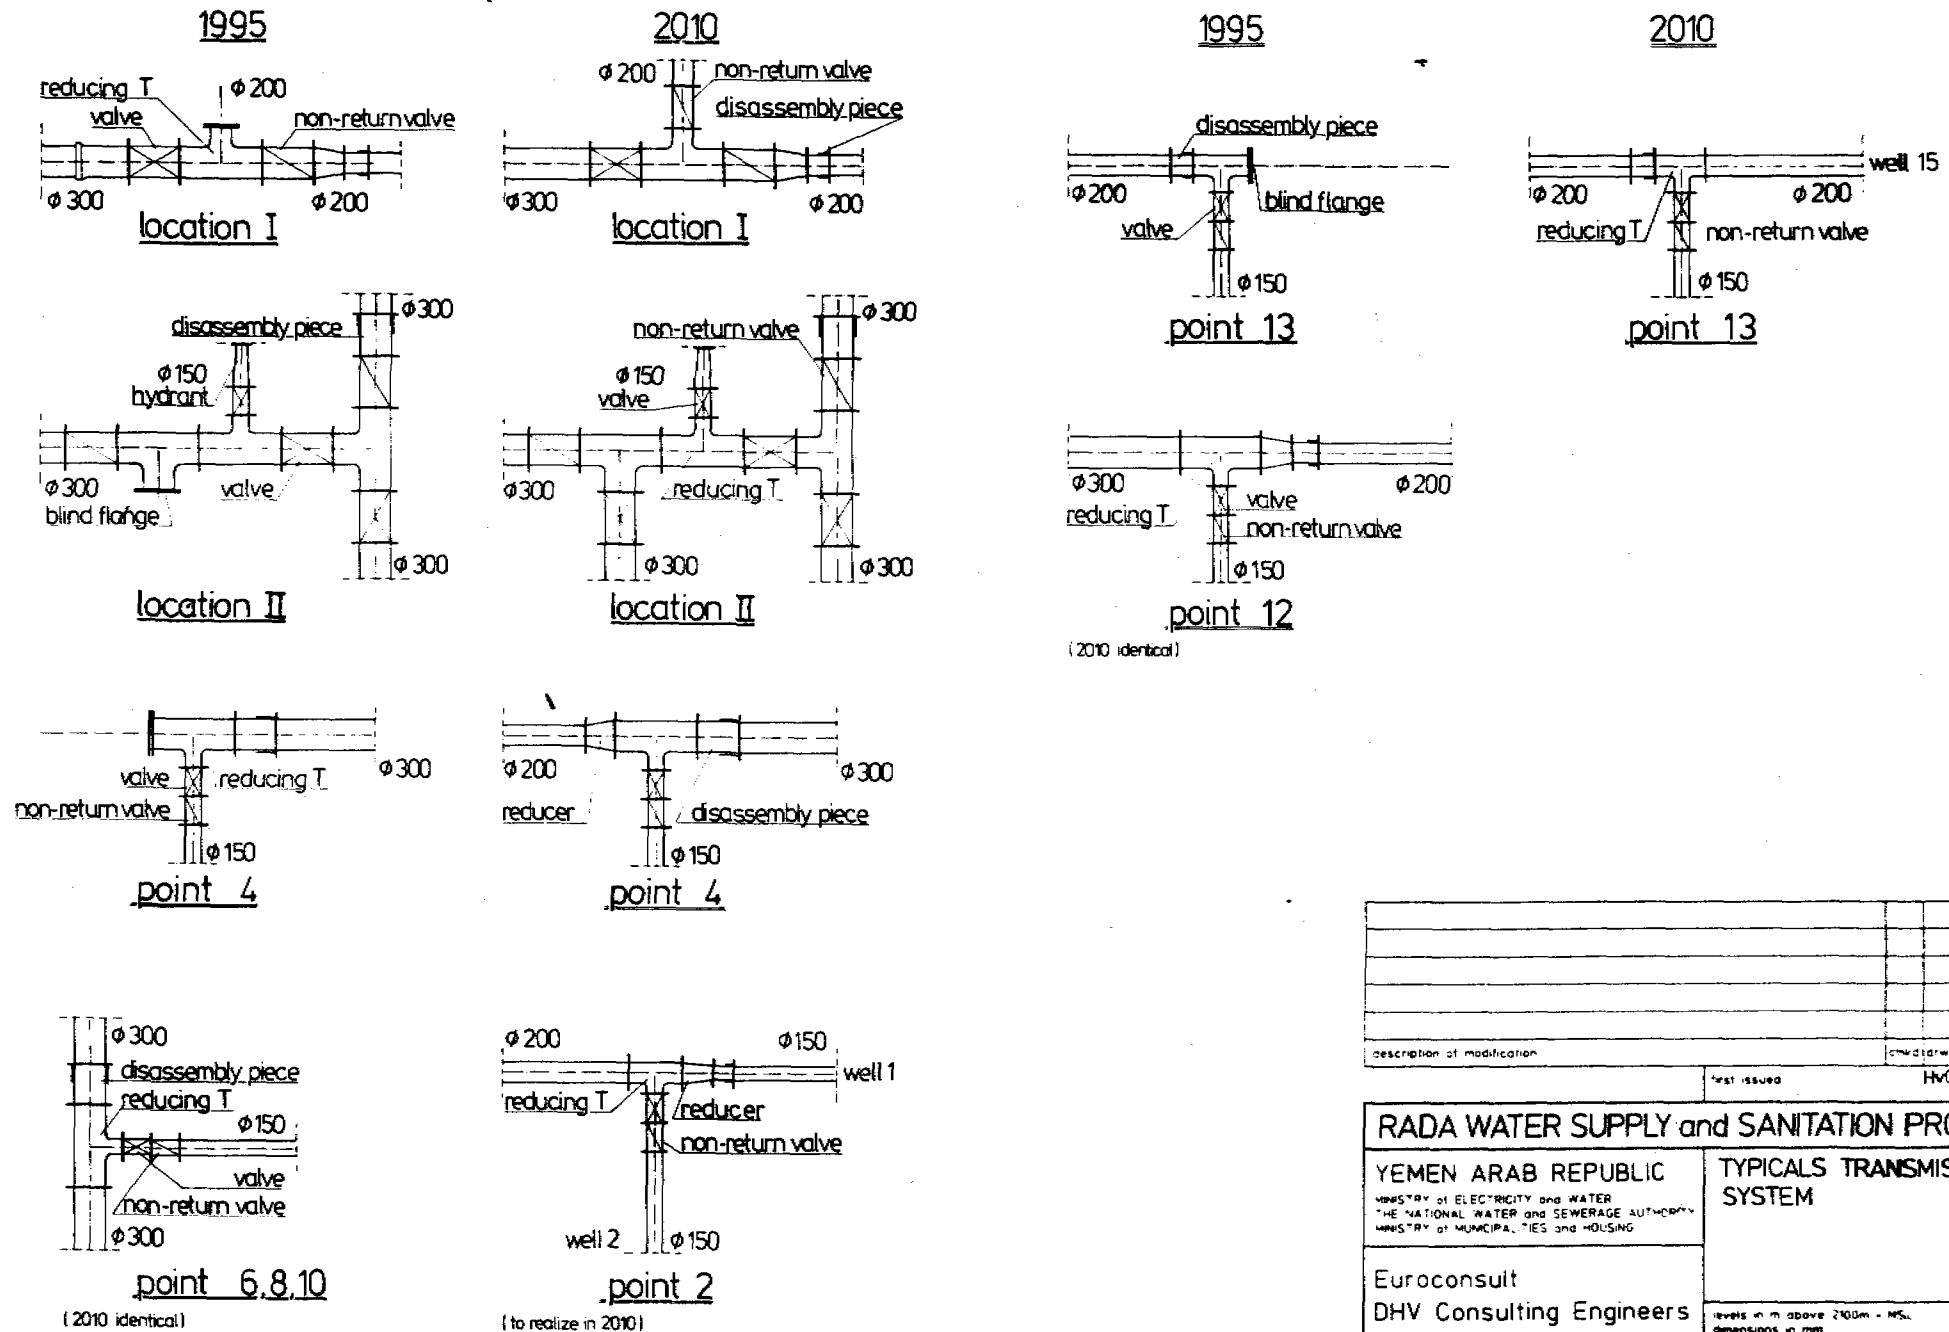 1995
reducing T
φ 200
valve
non-return valve
φ 300
φ 200
location I
2010
φ 200
non-return valve
disassembly piece
φ 300
φ 200
location I
1995
disassembly piece
φ 200
blind flange
valve
φ 150
point 13
2010
well 15
φ 200
φ 200
reducing T
non-return valve
φ 150
point 13
φ 300
disassembly piece
φ 150
hydrant
φ 300
valve
blind flange
φ 300
location II
φ 300
non-return valve
φ 150
valve
φ 300
reducing T
φ 300
φ 300
location II
φ 300
φ 200
reducing T
valve
non-return valve
φ 150
point 12
(2010 identical)
φ 300
valve
reducing T
non-return valve
φ 150
point 4
φ 200
φ 300
reducer
disassembly piece
φ 150
point 4
φ 300
disassembly piece
reducing T
φ 150
valve
non-return valve
φ 300
point 6,8,10
(2010 identical)
φ 200
φ 150
well 1
reducing T
reducer
non-return valve
well 2
φ 150
point 2
(to realize in 2010)
description of modification
first issued
RADA WATER SUPPLY and SANITATION
YEMEN ARAB REPUBLIC
MINISTRY of ELECTRICITY and WATER
THE NATIONAL WATER and SEWERAGE AUTHORITY
MINISTRY of MUNICIPALITIES and HOUSING
TYPICALS
SYSTEM
Euroconsult
DHV Consulting Engineers
levels in m above 2100m - MSL
dimensions in mm